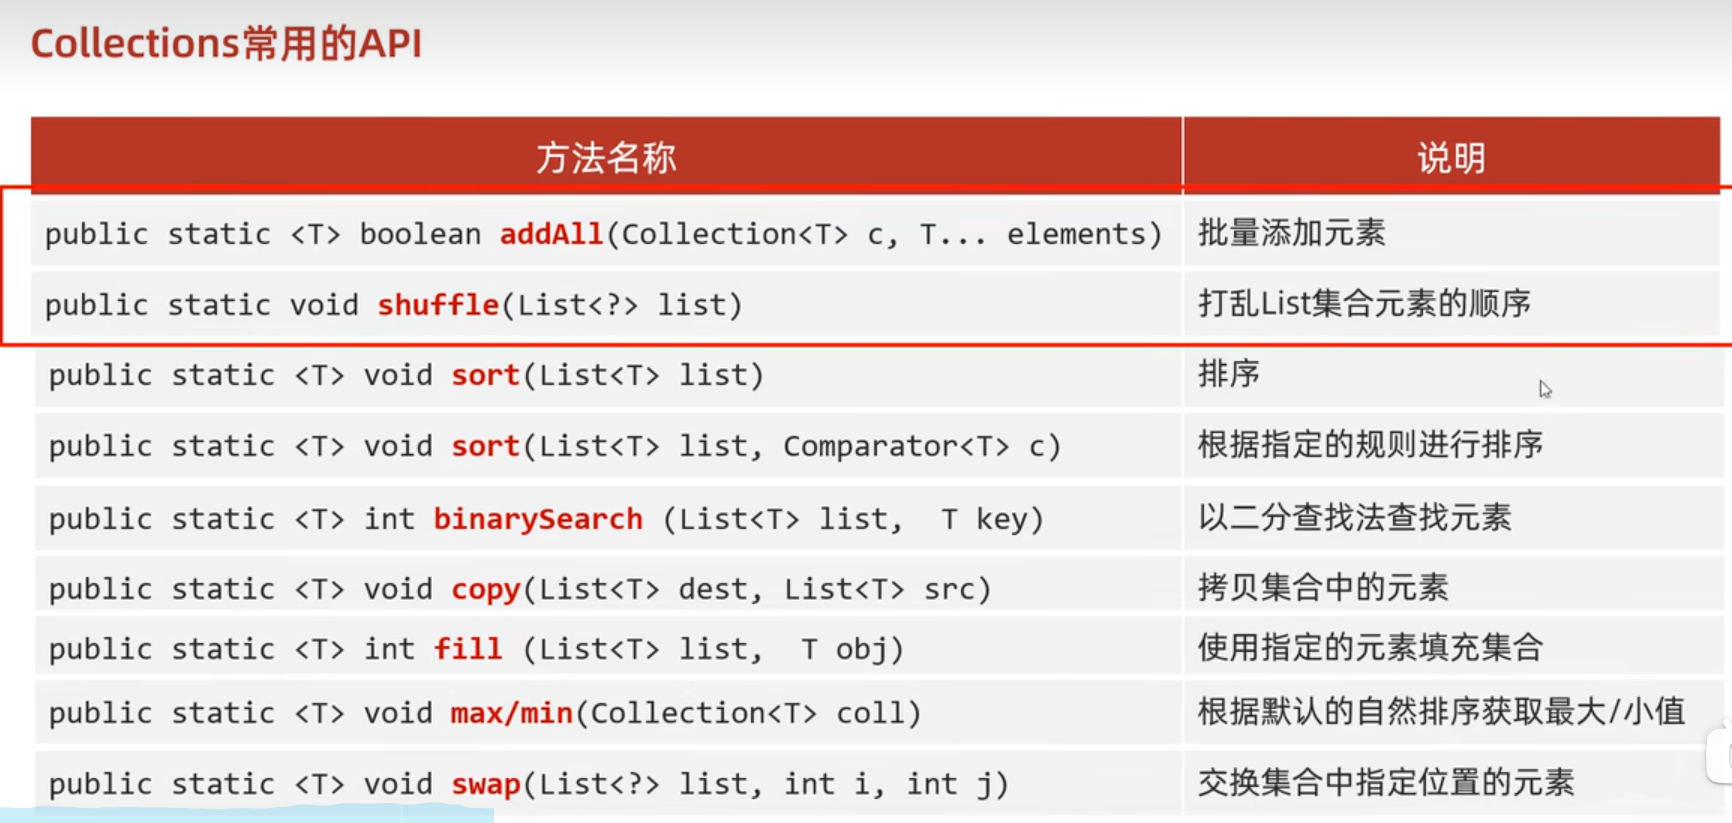 Collections常用的API
方法名称 说明
public static <T> boolean addAll(Collection<T> c, T... elements) 批量添加元素
public static void shuffle(List<?> list) 打乱List集合元素的顺序
public static <T> void sort(List<T> list) 排序
public static <T> void sort(List<T> list, Comparator<T> c) 根据指定的规则进行排序
public static <T> int binarySearch (List<T> list, T key) 以二分查找法查找元素
public static <T> void copy(List<T> dest, List<T> src) 拷贝集合中的元素
public static <T> int fill (List<T> list, T obj) 使用指定的元素填充集合
public static <T> void max/min(Collection<T> coll) 根据默认的自然排序获取最大/小值
public static <T> void swap(List<?> list, int i, int j) 交换集合中指定位置的元素